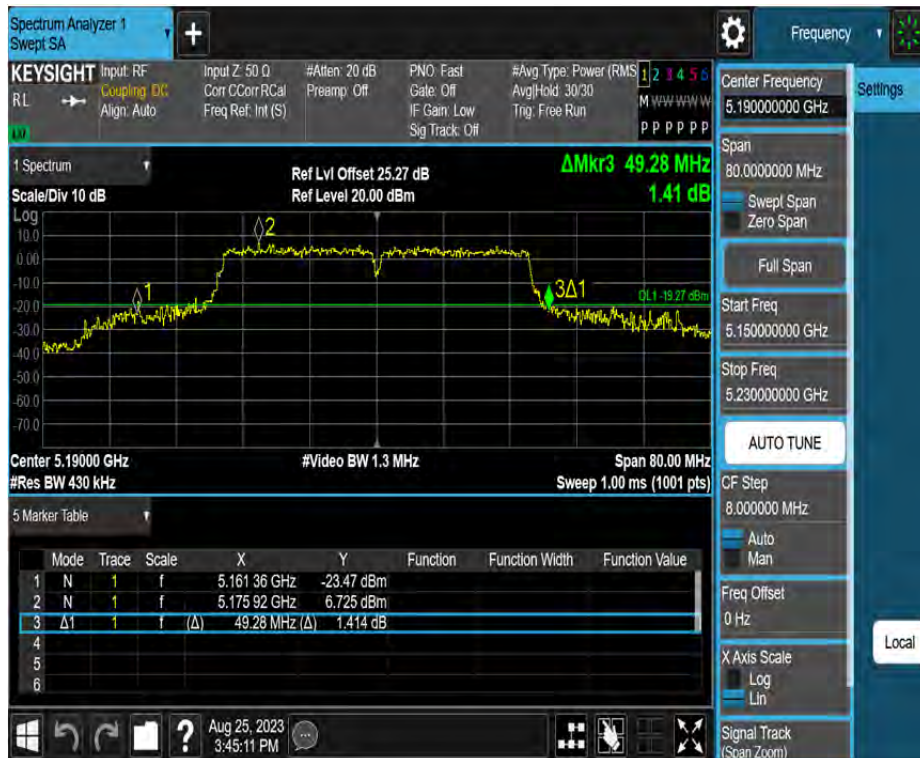 Spectrum Analyzer 1
Swept SA
+
Frequency
KEYSIGHT
RL
Input: RF
Coupling: DC
Align: Auto
Input Z: 50 Ω
Corr CCorr RCal
Freq Ref: Int (S)
#Atten: 20 dB
Preamp: Off
PNO: Fast
Gate: Off
IF Gain: Low
Sig Track: Off
#Avg Type: Power (RMS
Avg|Hold: 30/30
Trig: Free Run
1 2 3 4 5 6
M W W W W W
P P P P P P
Center Frequency
5.190000000 GHz
Settings
Span
80.0000000 MHz
Swept Span
Zero Span
Full Span
Start Freq
5.150000000 GHz
Stop Freq
5.230000000 GHz
AUTO TUNE
CF Step
8.000000 MHz
Auto
Man
Freq Offset
0 Hz
X Axis Scale
Log
Lin
Signal Track
(Span Zoom)
Local
1 Spectrum
Scale/Div 10 dB
Ref Lvl Offset 25.27 dB
Ref Level 20.00 dBm
ΔMkr3 49.28 MHz
1.41 dB
Log
10.0
0.00
-10.0
-20.0
-30.0
-40.0
-50.0
-60.0
-70.0
1
2
3Δ1
DL1 -19.27 dBm
Center 5.19000 GHz
#Video BW 1.3 MHz
Span 80.00 MHz
#Res BW 430 kHz
Sweep 1.00 ms (1001 pts)
5 Marker Table
Mode Trace Scale X Y Function Function Width Function Value
1 N 1 f 5.161 36 GHz -23.47 dBm
2 N 1 f 5.175 92 GHz 6.725 dBm
3 Δ1 1 f (Δ) 49.28 MHz (Δ) 1.414 dB
4
5
6
?
Aug 25, 2023
3:45:11 PM